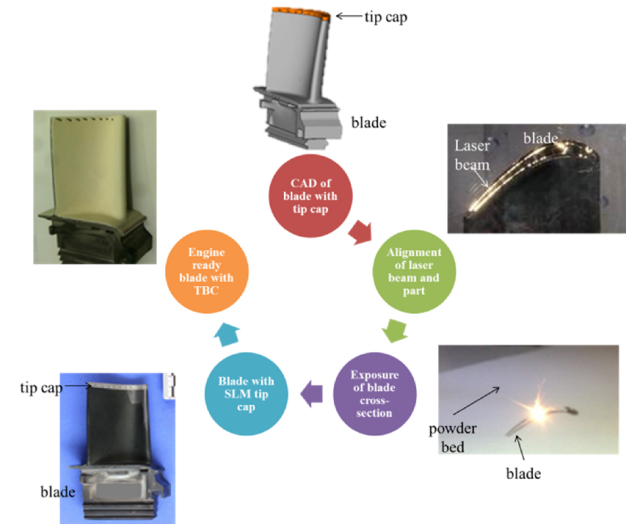 tip cap
blade
CAD of
blade with
tip cap
Laser
beam
blade
Alignment
of laser
beam and
part
Exposure
of blade
cross-
section
powder
bed
blade
Blade with
SLM tip
cap
tip cap
blade
Engine
ready
blade with
TBC